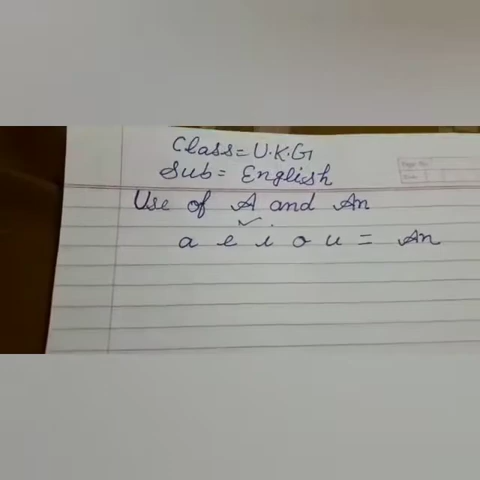 Class= U.K.G
Sub= English
Use of A and An
a e i o u = An